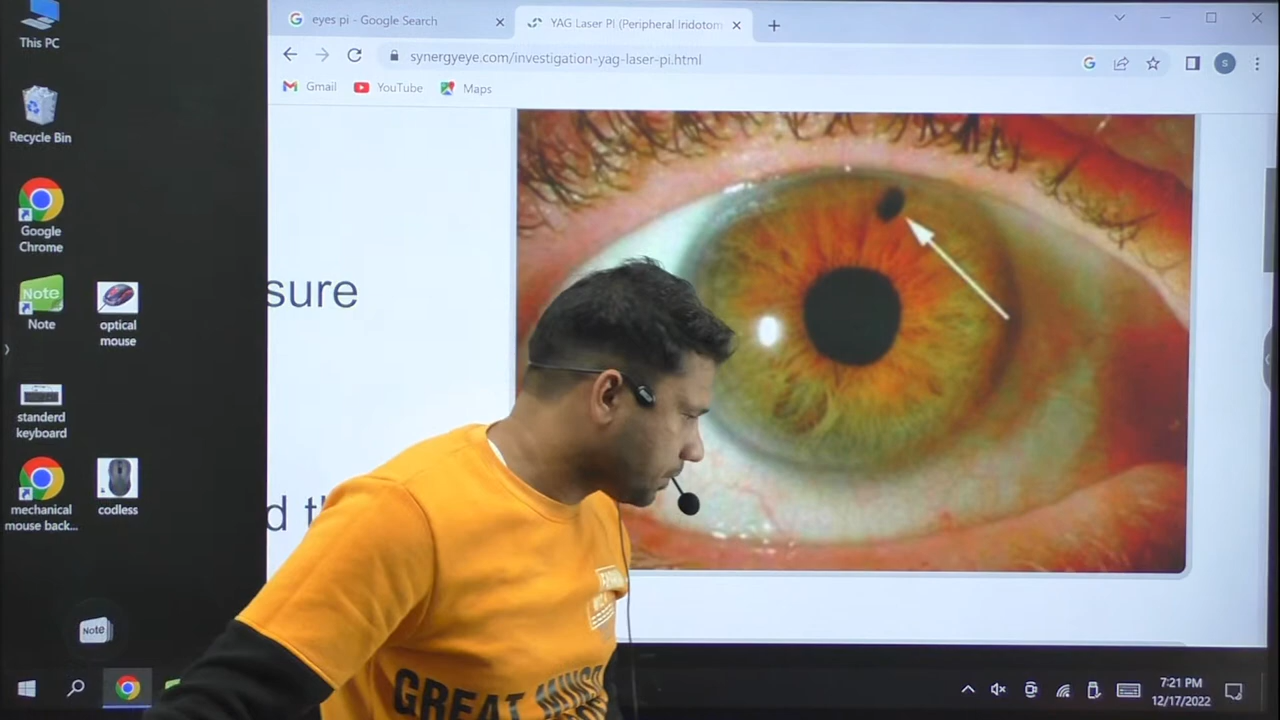 This PC
Recycle Bin
Google
Chrome
Note
Note
optical
mouse
standerd
keyboard
mechanical
mouse back...
codless
Note
eyes pi - Google Search
YAG Laser PI (Peripheral Iridotom
synergyeye.com/investigation-yag-laser-pi.html
S
Gmail
YouTube
Maps
sure
d t
GREAT
7:21 PM
12/17/2022